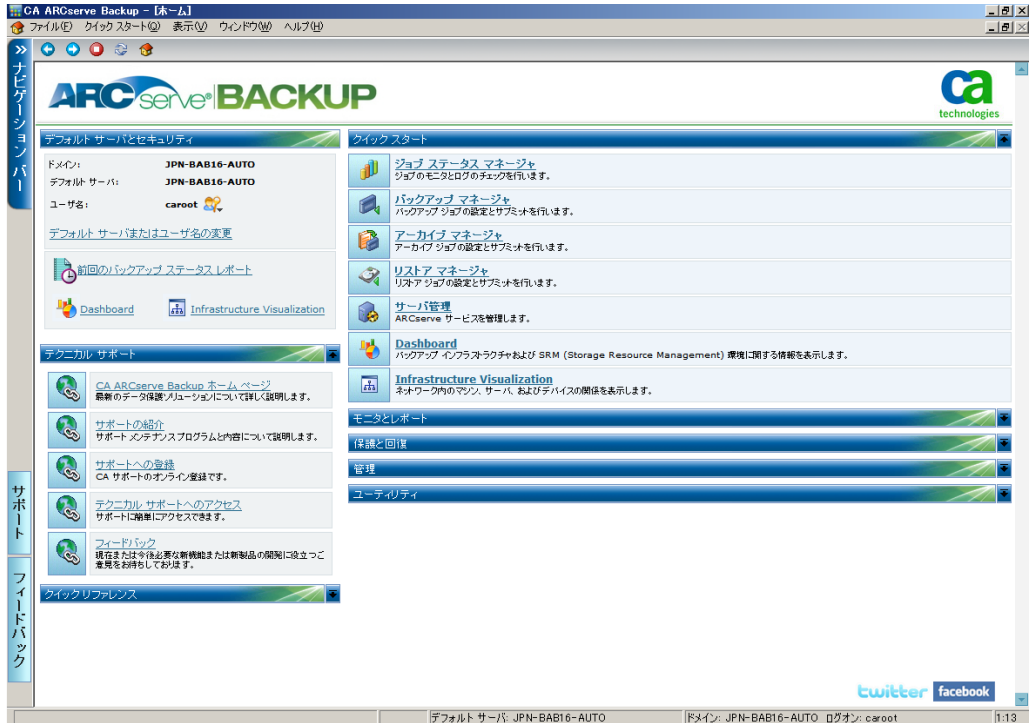 CA ARCserve Backup - [ホーム]
ファイル(F) クイック スタート(Q) 表示(V) ウィンドウ(W) ヘルプ(H)
ナビゲーション バー
サポート
フィードバック
ARCserve® BACKUP
ca technologies
デフォルト サーバとセキュリティ
ドメイン: JPN-BAB16-AUTO
デフォルト サーバ: JPN-BAB16-AUTO
ユーザ名: caroot
デフォルト サーバまたはユーザ名の変更
前回のバックアップ ステータス レポート
Dashboard Infrastructure Visualization
テクニカル サポート
CA ARCserve Backup ホーム ページ
最新のデータ保護ソリューションについて詳しく説明します。
サポートの紹介
サポート メンテナンス プログラムと内容について説明します。
サポートへの登録
CA サポートのオンライン登録です。
テクニカル サポートへのアクセス
サポートに簡単にアクセスできます。
フィードバック
現在または今後必要な新機能または新製品の開発に役立つご
意見をお待ちしております。
クイック リファレンス
クイック スタート
ジョブ ステータス マネージャ
ジョブのモニタとログのチェックを行います。
バックアップ マネージャ
バックアップ ジョブの設定とサブミットを行います。
アーカイブ マネージャ
アーカイブ ジョブの設定とサブミットを行います。
リストア マネージャ
リストア ジョブの設定とサブミットを行います。
サーバ管理
ARCserve サービスを管理します。
Dashboard
バックアップ インフラストラクチャおよび SRM (Storage Resource Management) 環境に関する情報を表示します。
Infrastructure Visualization
ネットワーク内のマシン、サーバ、およびデバイスの関係を表示します。
モニタとレポート
保護と回復
管理
ユーティリティ
twitter facebook
デフォルト サーバ: JPN-BAB16-AUTO ドメイン: JPN-BAB16-AUTO ログオン: caroot 1:13